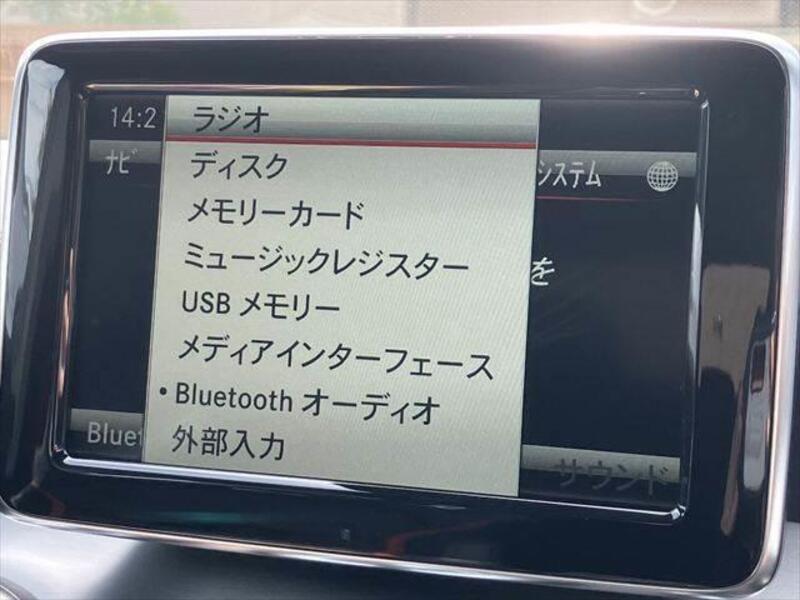 14:2
ラジオ
ナビ
ディスク
システム
メモリーカード
ミュージックレジスター
を
USB メモリー
メディアインターフェース
• Bluetooth オーディオ
Bluet
外部入力
サウンド